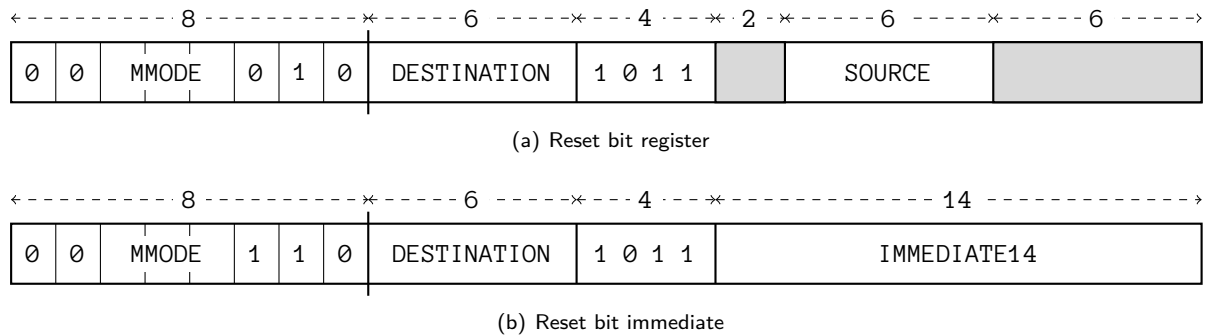 8 6 4 2 6 6
0 0 MMODE 0 1 0 DESTINATION 1 0 1 1 SOURCE
(a) Reset bit register
8 6 4 14
0 0 MMODE 1 1 0 DESTINATION 1 0 1 1 IMMEDIATE14
(b) Reset bit immediate